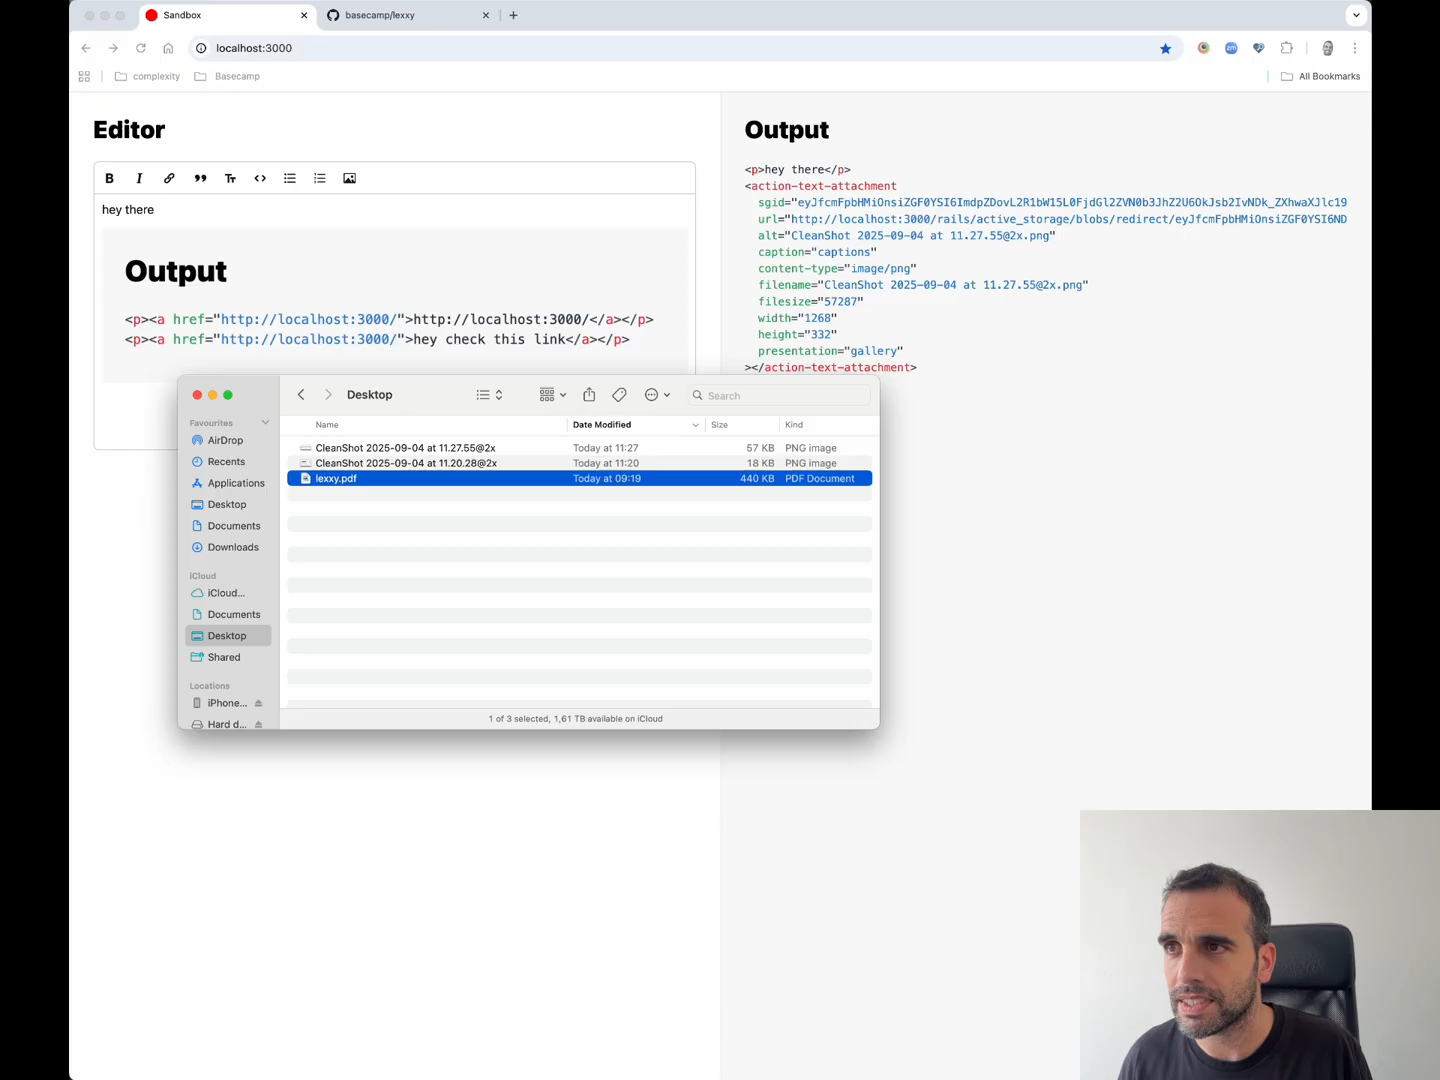 Sandbox
basecamp/lexxy
localhost:3000
complexity
Basecamp
All Bookmarks
Editor
B I Tr
hey there
Output
<p><a href="http://localhost:3000/">http://localhost:3000/</a></p>
<p><a href="http://localhost:3000/">hey check this link</a></p>
Output
<p>hey there</p>
<action-text-attachment
sgid="eyJfcmFpbHMiOnsiZGF0YSI6ImdpZDovL2R1bW15L0FjdGl2ZVN0b3JhZ2U6OkJsb2IvNDk_ZXhwaXJlc19
url="http://localhost:3000/rails/active_storage/blobs/redirect/eyJfcmFpbHMiOnsiZGF0YSI6ND
alt="CleanShot 2025-09-04 at 11.27.55@2x.png"
caption="captions"
content-type="image/png"
filename="CleanShot 2025-09-04 at 11.27.55@2x.png"
filesize="57287"
width="1268"
height="332"
presentation="gallery"
></action-text-attachment>
Desktop
Search
Favourites
AirDrop
Recents
Applications
Desktop
Documents
Downloads
iCloud
iCloud...
Documents
Desktop
Shared
Locations
iPhone...
Hard d...
Name Date Modified Size Kind
CleanShot 2025-09-04 at 11.27.55@2x Today at 11:27 57 KB PNG image
CleanShot 2025-09-04 at 11.20.28@2x Today at 11:20 18 KB PNG image
lexxy.pdf Today at 09:19 440 KB PDF Document
1 of 3 selected, 1,61 TB available on iCloud